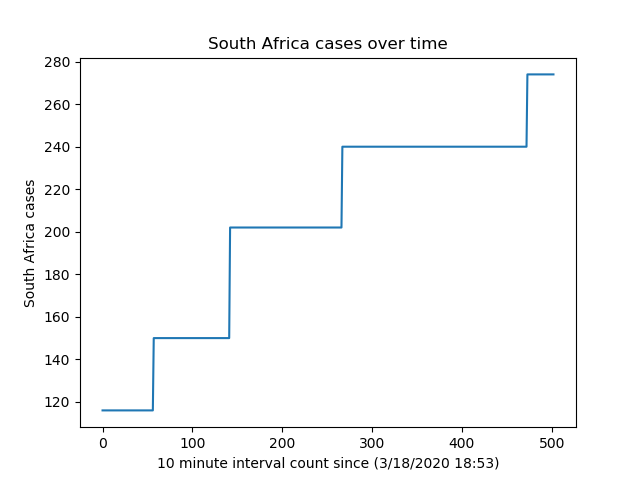 South Africa cases over time
280
260
240
220
200
180
160
140
120
South Africa cases
0 100 200 300 400 500
10 minute interval count since (3/18/2020 18:53)